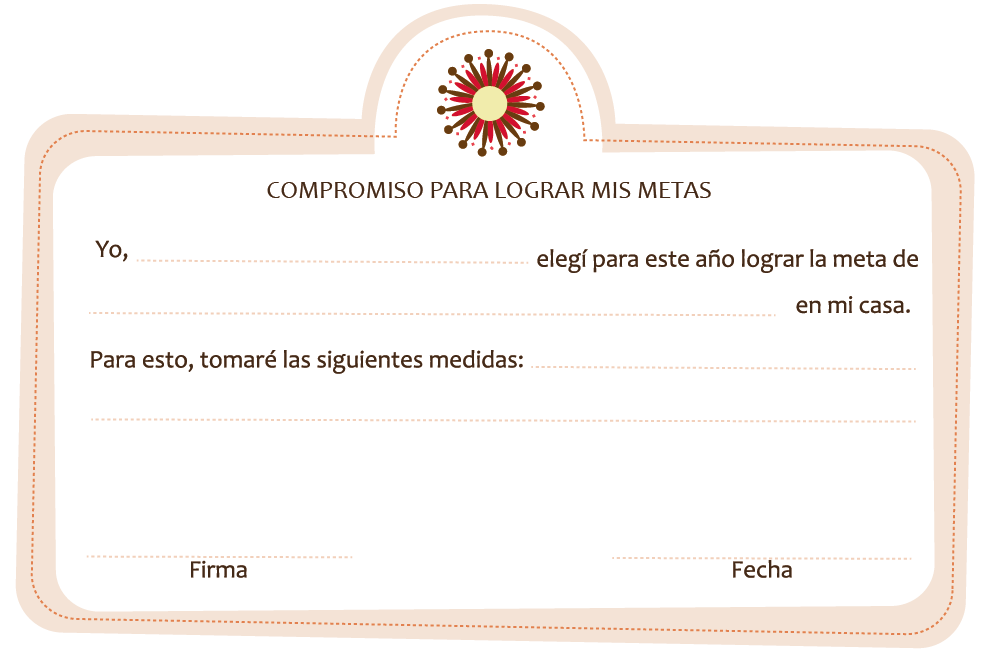 COMPROMISO PARA LOGRAR MIS METAS
Yo, elegí para este año lograr la meta de
en mi casa.
Para esto, tomaré las siguientes medidas:
Firma Fecha